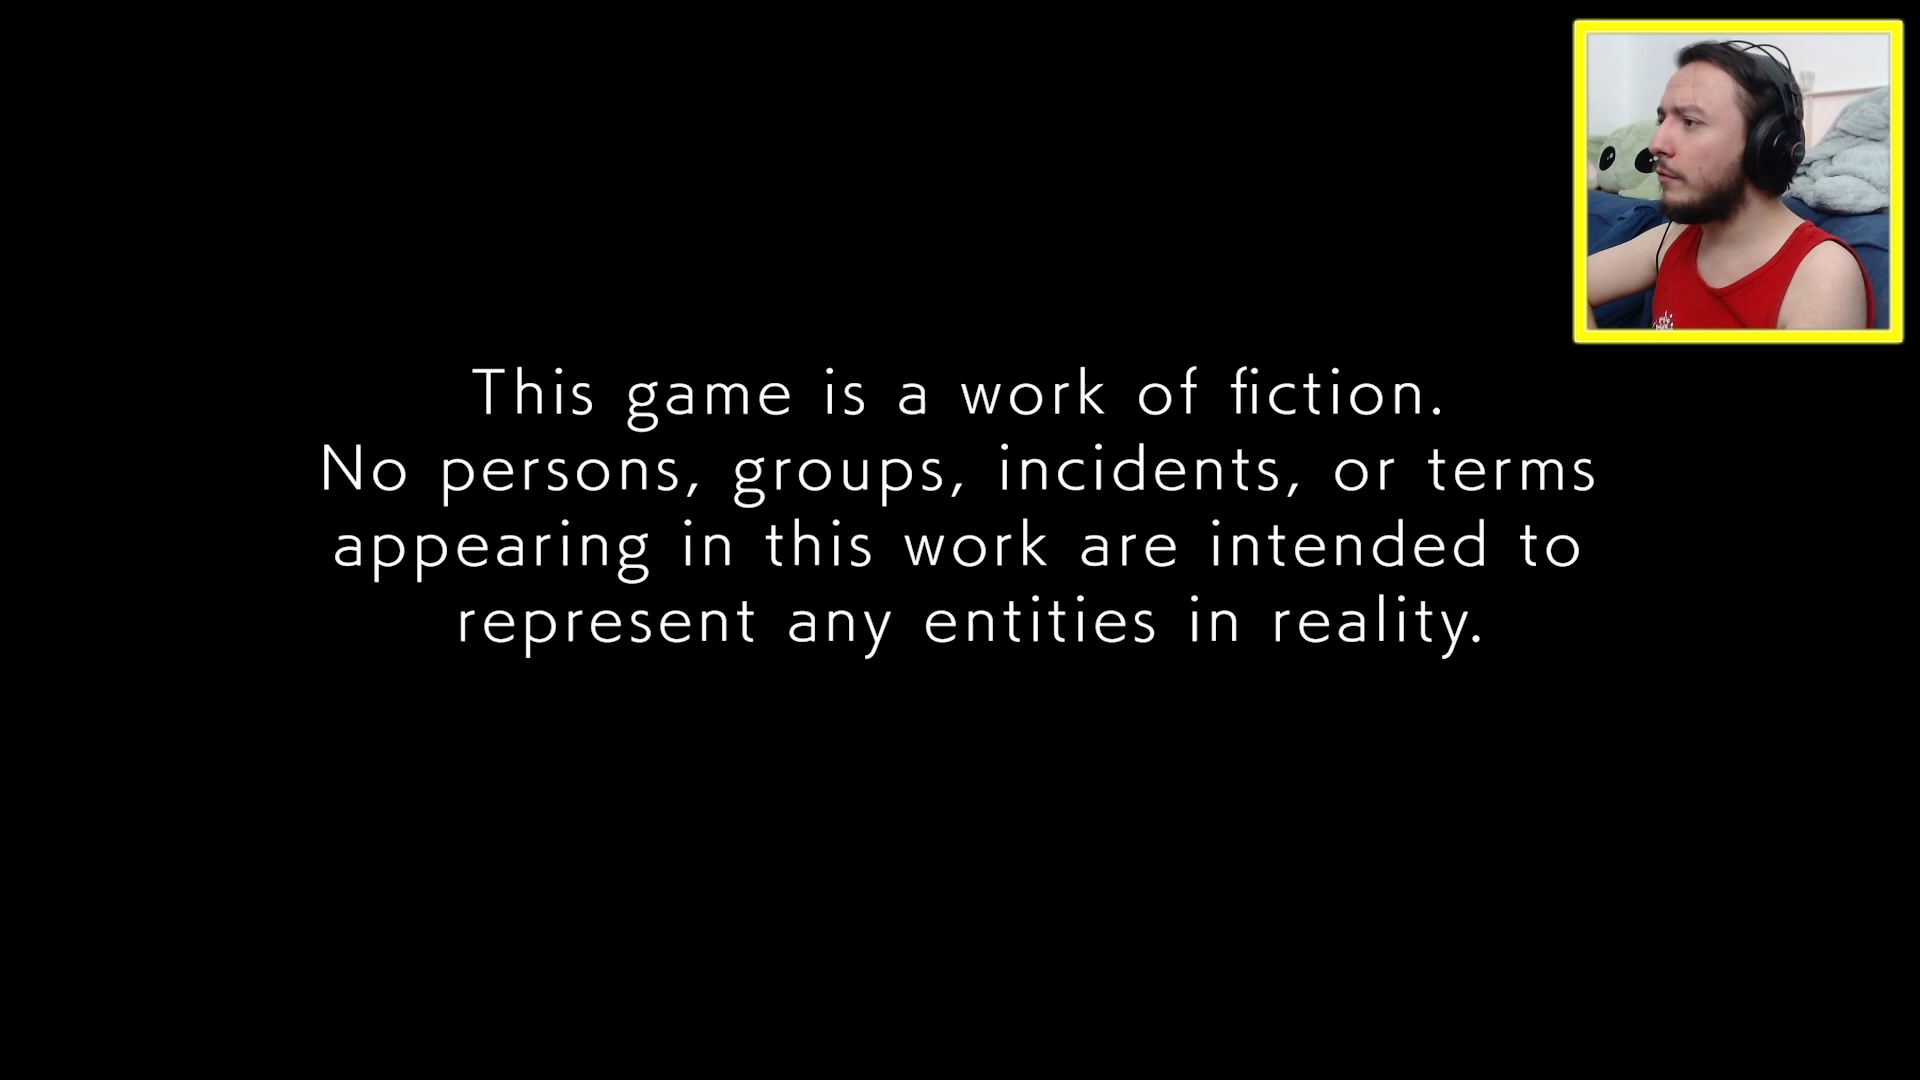 This game is a work of fiction.
No persons, groups, incidents, or terms
appearing in this work are intended to
represent any entities in reality.